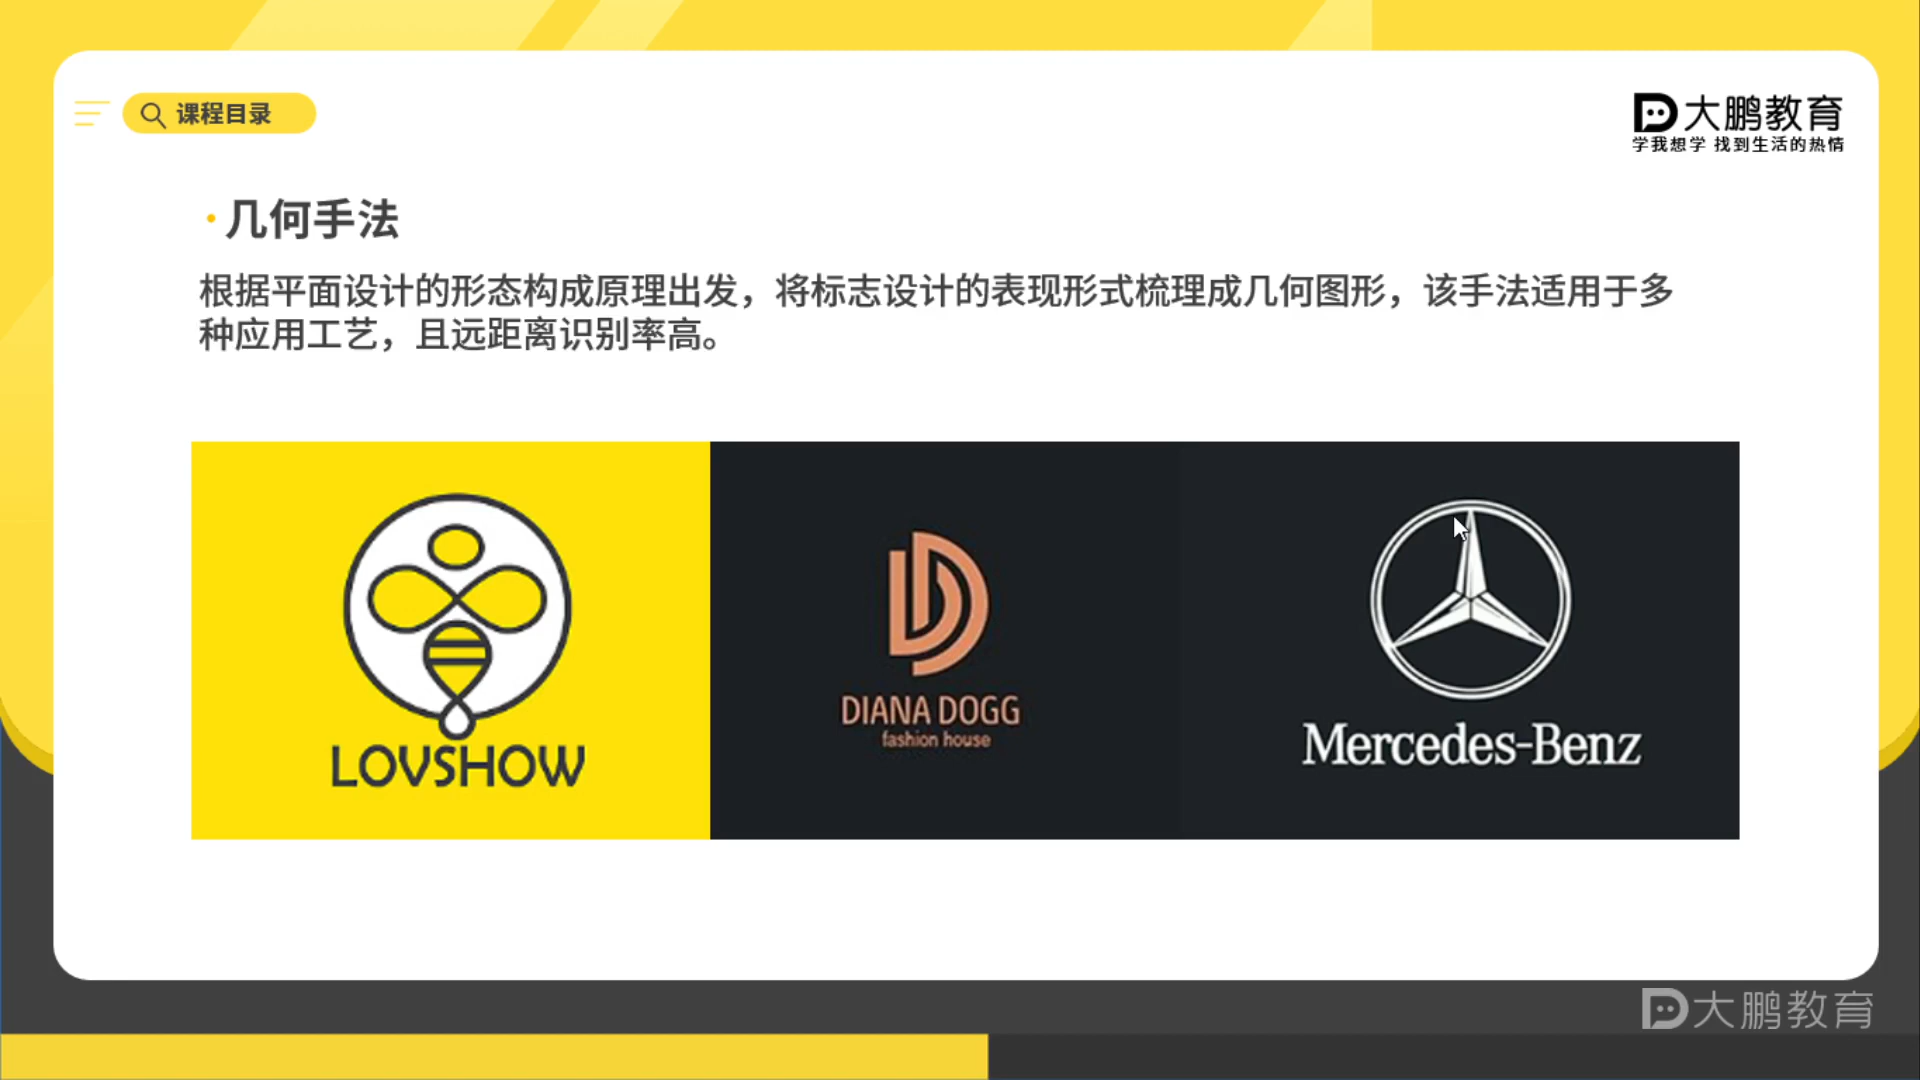 课程目录
大鹏教育
学我想学 找到生活的热情
·几何手法
根据平面设计的形态构成原理出发，将标志设计的表现形式梳理成几何图形，该手法适用于多
种应用工艺，且远距离识别率高。
LOVSHOW
DIANA DOGG
fashion house
Mercedes-Benz
大鹏教育